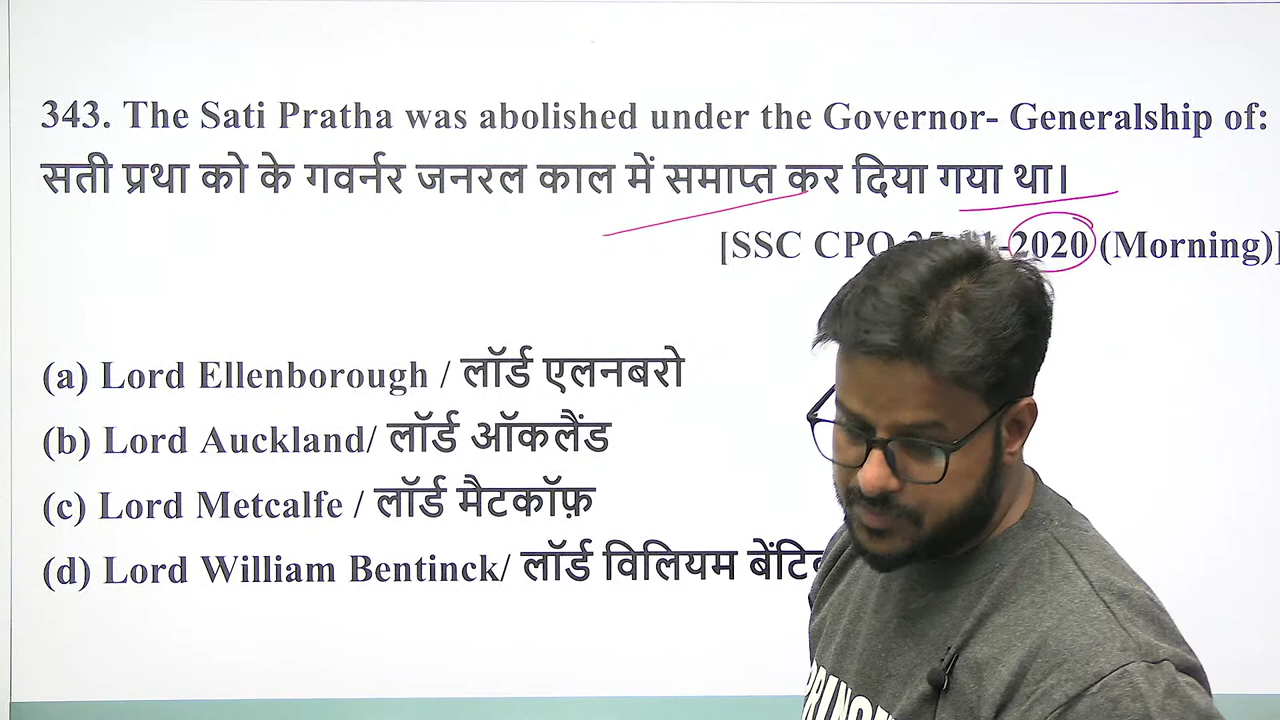 343. The Sati Pratha was abolished under the Governor- Generalship of:
सती प्रथा को के गवर्नर जनरल काल में समाप्त कर दिया गया था।
[SSC CPO 2020 (Morning)]
(a) Lord Ellenborough / लॉर्ड एलनबरो
(b) Lord Auckland/ लॉर्ड ऑकलैंड
(c) Lord Metcalfe / लॉर्ड मैटकॉफ़
(d) Lord William Bentinck/ लॉर्ड विलियम